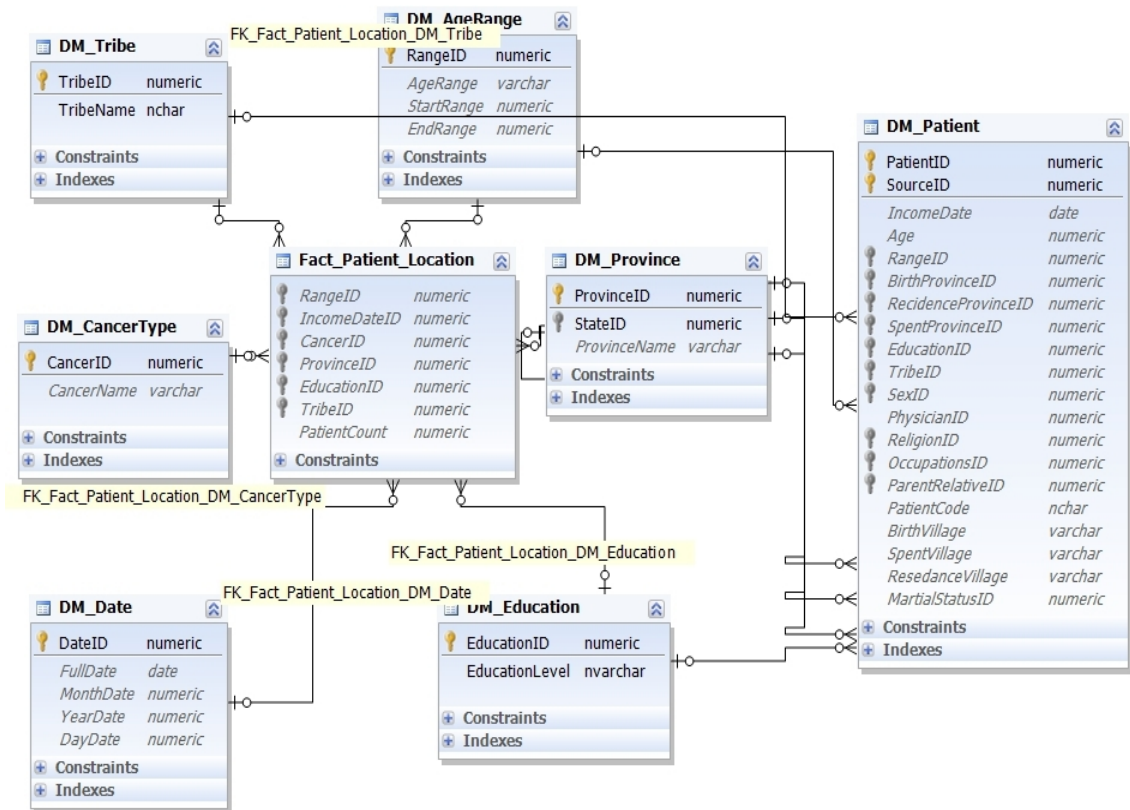 DM_Tribe
TribeID numeric
TribeName nchar
Constraints
Indexes
FK_Fact_Patient_Location_DM_Tribe
DM_AgeRange
RangeID numeric
AgeRange varchar
StartRange numeric
EndRange numeric
Constraints
Indexes
DM_Patient
PatientID numeric
SourceID numeric
IncomeDate date
Age numeric
RangeID numeric
BirthProvinceID numeric
RecidenceProvinceID numeric
SpentProvinceID numeric
EducationID numeric
TribeID numeric
SexID numeric
PhysicianID numeric
ReligionID numeric
OccupationsID numeric
ParentRelativeID numeric
PatientCode nchar
BirthVillage varchar
SpentVillage varchar
ResedanceVillage varchar
MartialStatusID numeric
Constraints
Indexes
Fact_Patient_Location
RangeID numeric
IncomeDateID numeric
CancerID numeric
ProvinceID numeric
EducationID numeric
TribeID numeric
PatientCount numeric
Constraints
DM_Province
ProvinceID numeric
StateID numeric
ProvinceName varchar
Constraints
Indexes
DM_CancerType
CancerID numeric
CancerName varchar
Constraints
Indexes
FK_Fact_Patient_Location_DM_CancerType
FK_Fact_Patient_Location_DM_Education
FK_Fact_Patient_Location_DM_Date
DM_Date
DateID numeric
FullDate date
MonthDate numeric
YearDate numeric
DayDate numeric
Constraints
Indexes
DM_Education
EducationID numeric
EducationLevel nvarchar
Constraints
Indexes